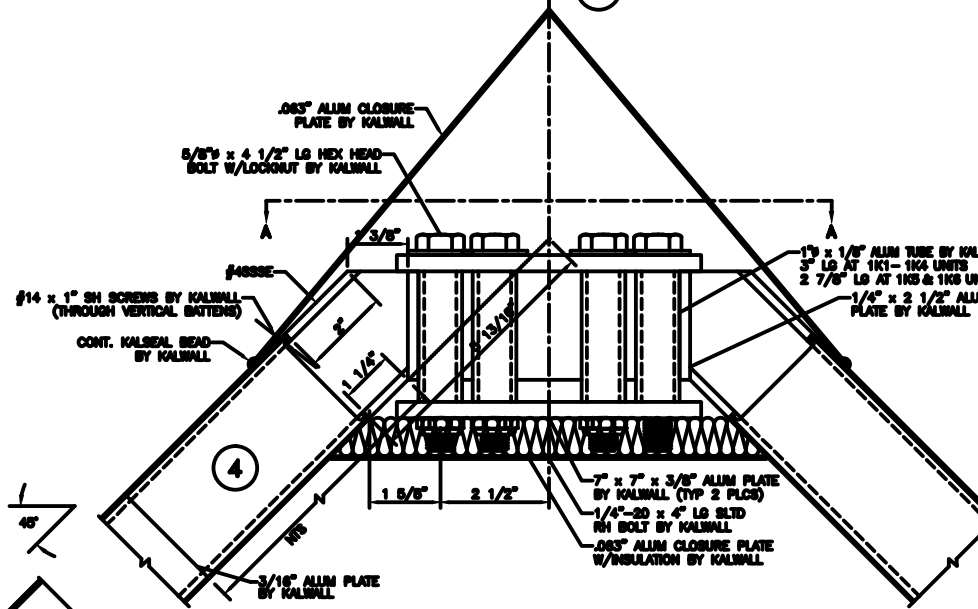 .063" ALUM CLOSURE
PLATE BY KALWALL
5/8"ø x 4 1/2" LG HEX HEAD
BOLT W/LOCKNUT BY KALWALL
A
A
1 3/8"
#48SSE
#14 x 1" SH SCREWS BY KALWALL
(THROUGH VERTICAL BATTENS)
CONT. KALSEAL BEAD
BY KALWALL
1"ø x 1/8" ALUM TUBE BY KAL
3" LG AT 1K1-1K4 UNITS
2 7/8" LG AT 1K5 & 1K6 UN
1/4" x 2 1/2" ALU
PLATE BY KALWALL
2"
13/16"
1 1/4"
4
1 5/8"
2 1/2"
7" x 7" x 3/8" ALUM PLATE
BY KALWALL (TYP 2 PLCS)
1/4"-20 x 4" LG SLTD
RH BOLT BY KALWALL
.063" ALUM CLOSURE PLATE
W/INSULATION BY KALWALL
45°
NTS
3/16" ALUM PLATE
BY KALWALL